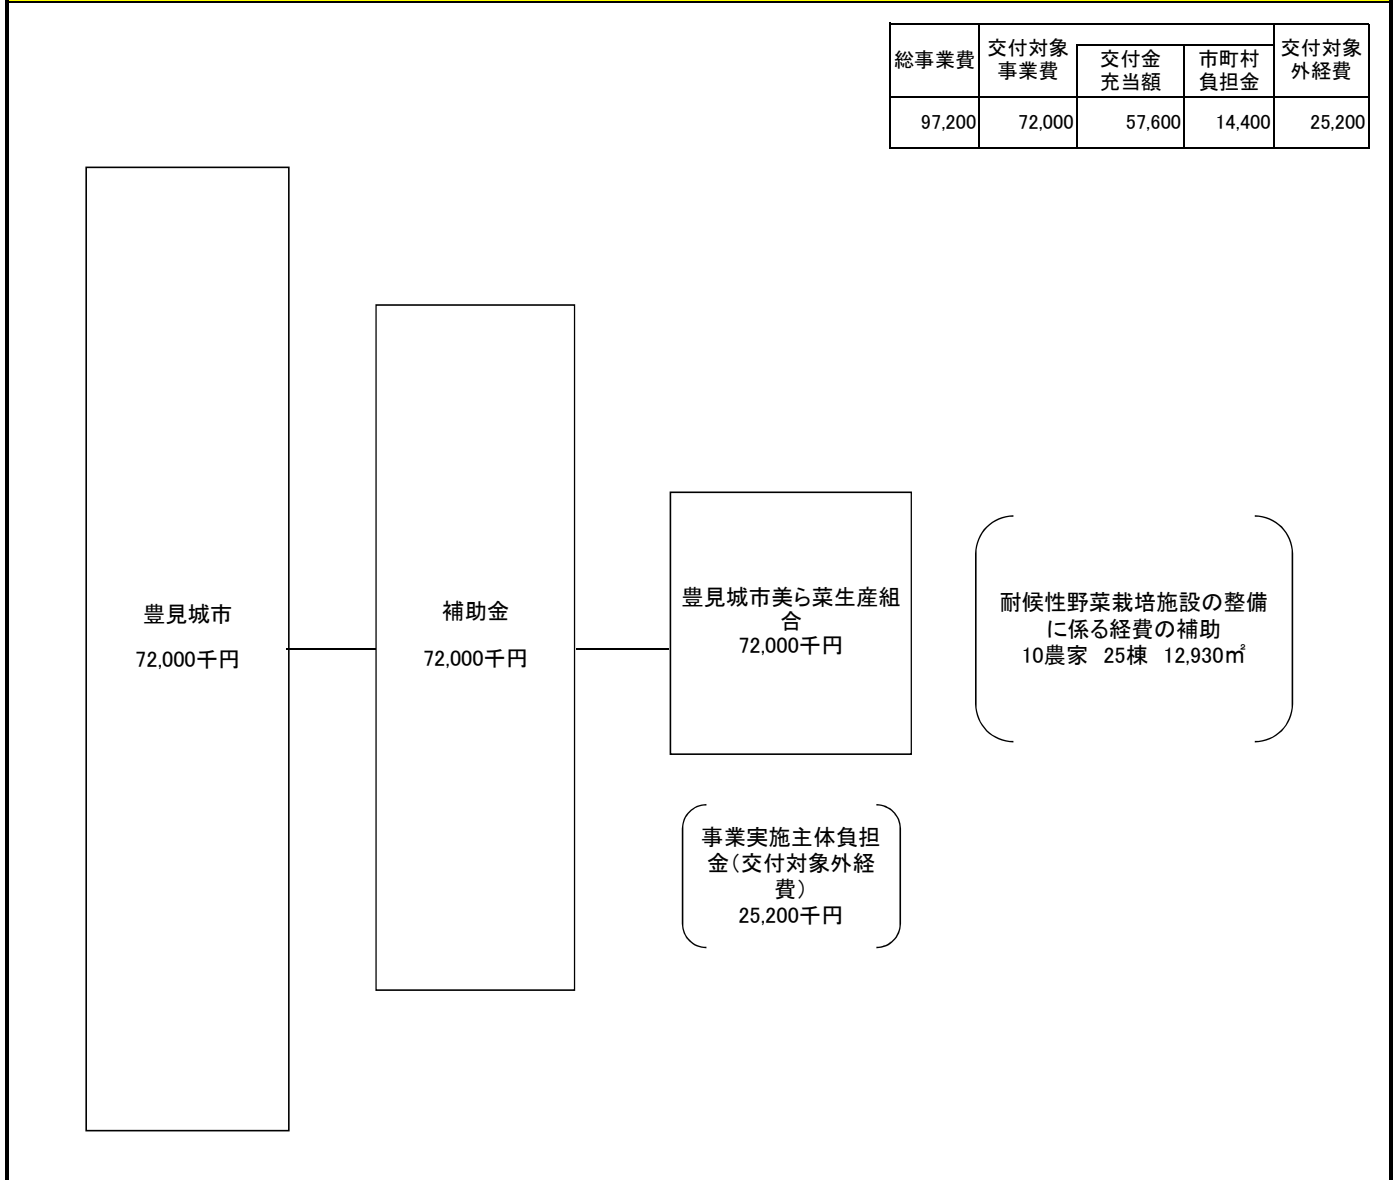 総事業費
交付対象
事業費
交付金
充当額
市町村
負担金
交付対象
外経費
97,200 72,000 57,600 14,400 25,200
豊見城市
72,000千円
補助金
72,000千円
豊見城市美ら菜生産組
合
72,000千円
耐候性野菜栽培施設の整備
に係る経費の補助
10農家 25棟 12,930㎡
事業実施主体負担
金(交付対象外経
費)
25,200千円